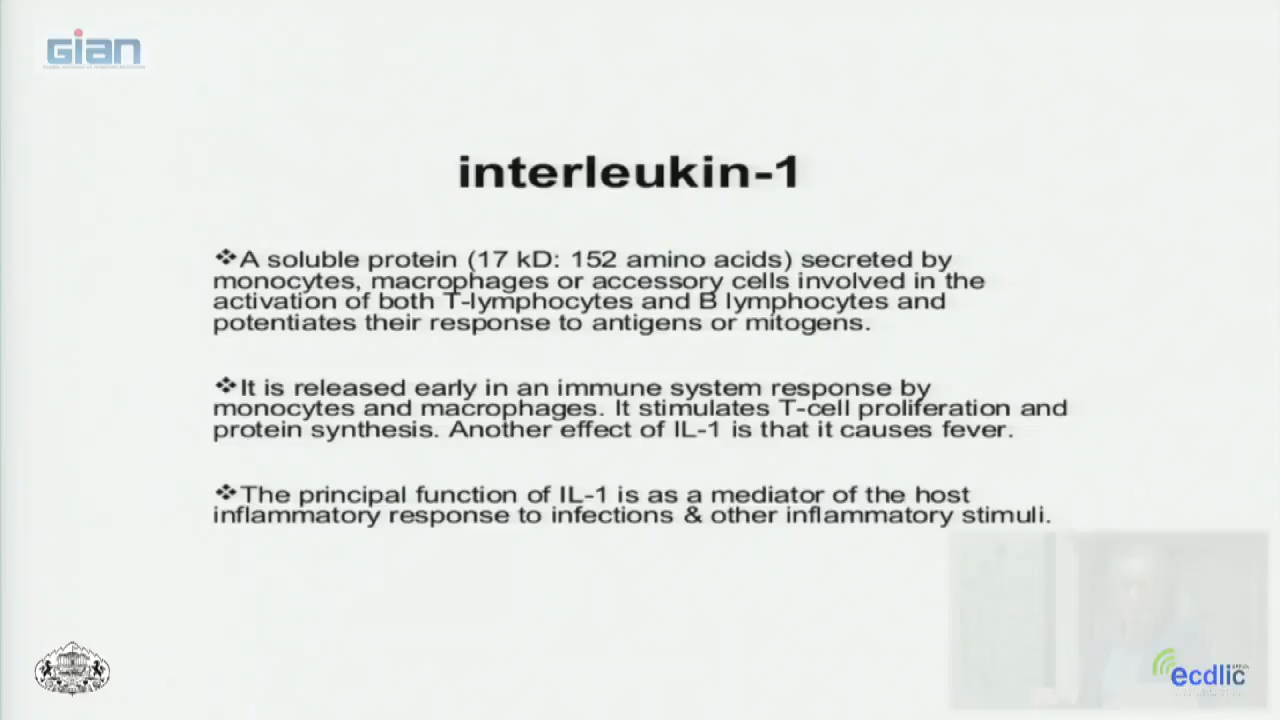 GIAN
interleukin-1
❖A soluble protein (17 kD: 152 amino acids) secreted by
monocytes, macrophages or accessory cells involved in the
activation of both T-lymphocytes and B lymphocytes and
potentiates their response to antigens or mitogens.
❖It is released early in an immune system response by
monocytes and macrophages. It stimulates T-cell proliferation and
protein synthesis. Another effect of IL-1 is that it causes fever.
❖The principal function of IL-1 is as a mediator of the host
inflammatory response to infections & other inflammatory stimuli.
ecdlic